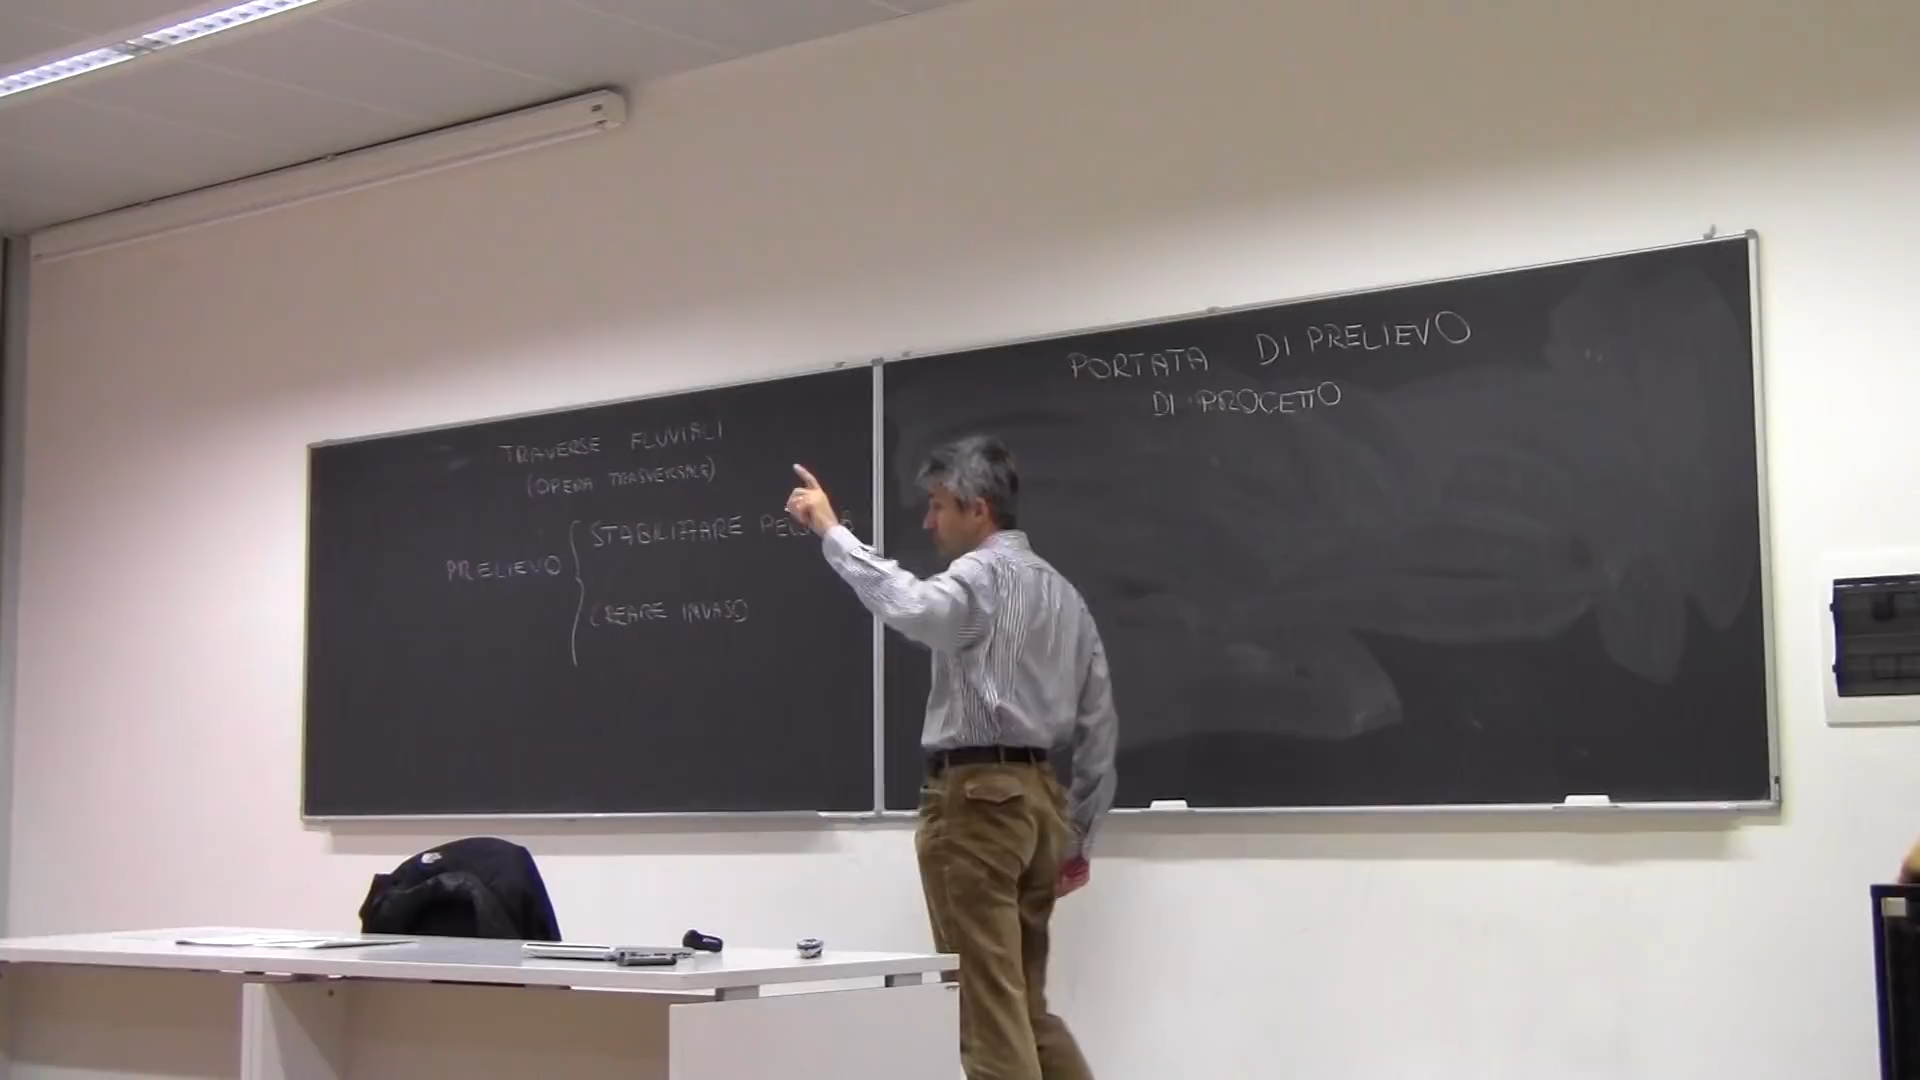 TRAVERSE FLUVIALI
(OPERA TRASVERSALE)
PRELIEVO
STABILIZZARE
CREARE INVASO
PORTATA DI PRELIEVO
DI PROGETTO